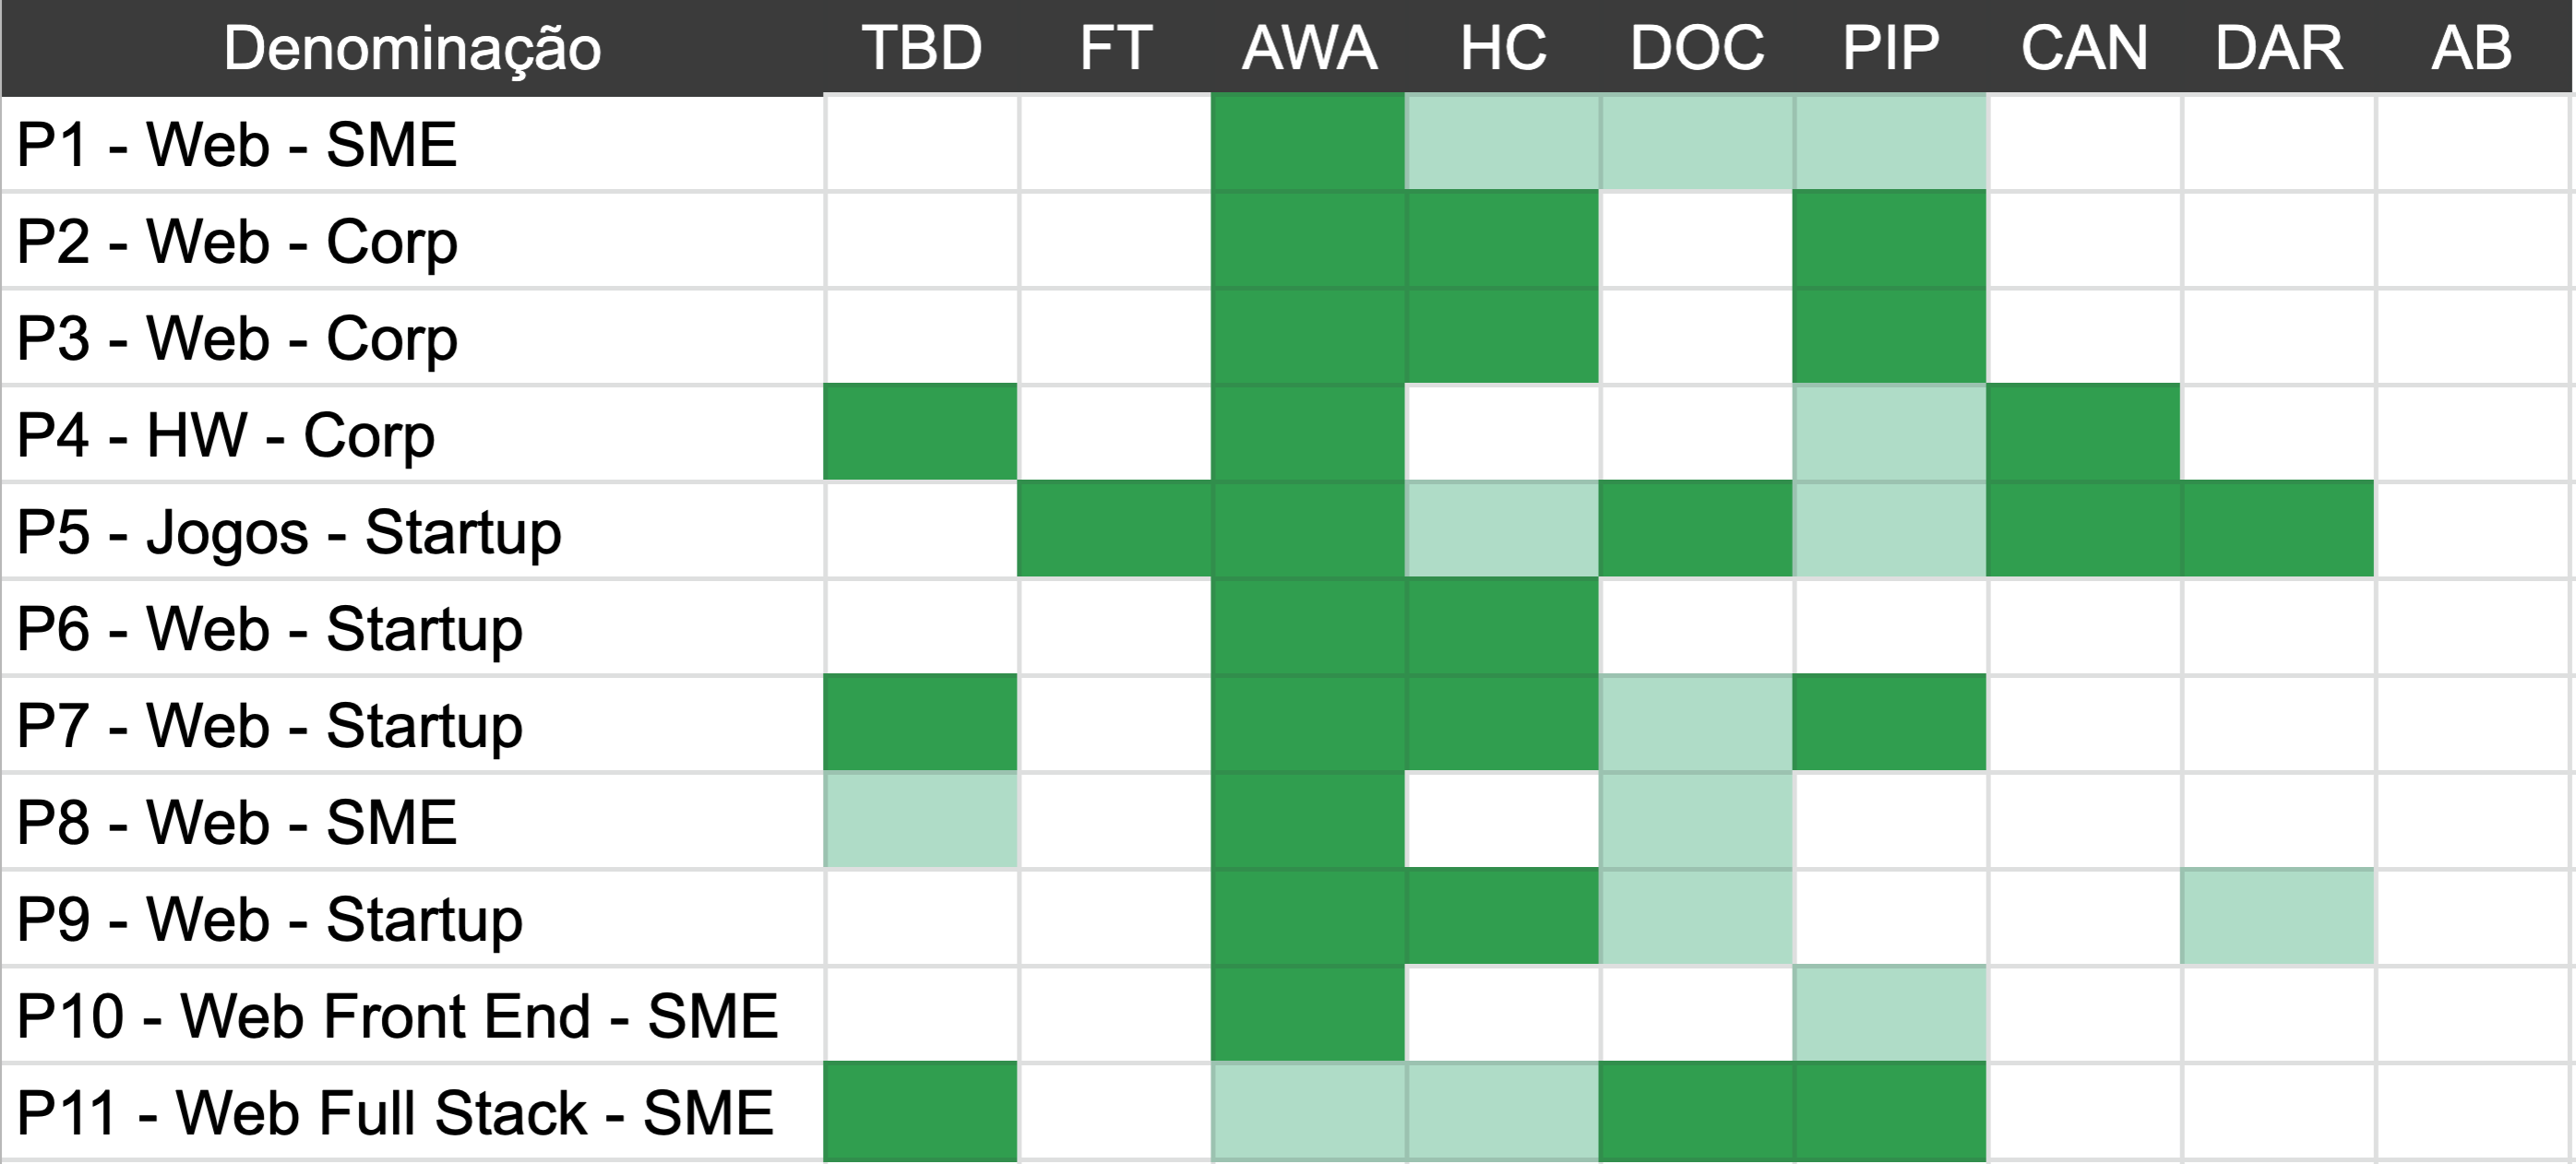 Denominação TBD FT AWA HC DOC PIP CAN DAR AB
P1 - Web - SME
P2 - Web - Corp
P3 - Web - Corp
P4 - HW - Corp
P5 - Jogos - Startup
P6 - Web - Startup
P7 - Web - Startup
P8 - Web - SME
P9 - Web - Startup
P10 - Web Front End - SME
P11 - Web Full Stack - SME